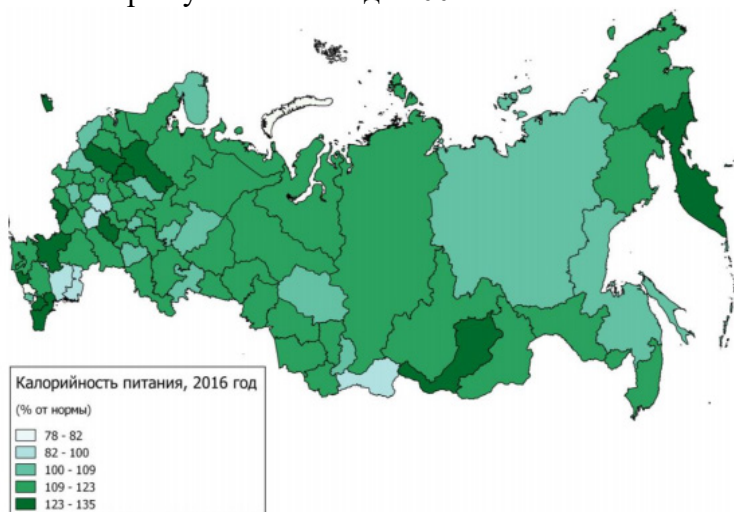 Калорийность питания, 2016 год
(% от нормы)
78 - 82
82 - 100
100 - 109
109 - 123
123 - 135